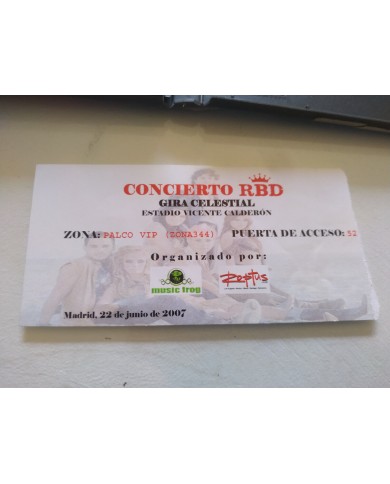 CONCIERTO RBD
GIRA CELESTIAL
ESTADIO VICENTE CALDERÓN
ZONA: PALCO VIP (ZONA344) PUERTA DE ACCESO: 52
Organizado por:
music frog
Reptus
Madrid, 22 de junio de 2007